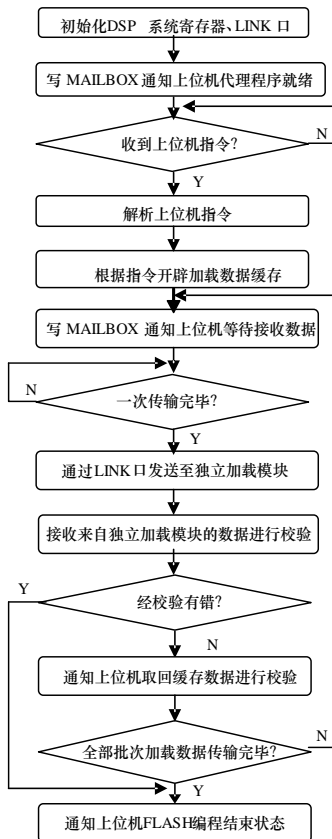 初始化DSP 系统寄存器、LINK 口
写 MAILBOX 通知上位机代理程序就绪
收到上位机指令?
N
Y
解析上位机指令
根据指令开辟加载数据缓存
写 MAILBOX 通知上位机等待接收数据
一次传输完毕?
N
Y
通过LINK 口发送至独立加载模块
接收来自独立加载模块的数据进行校验
Y
经校验有错?
N
通知上位机取回缓存数据进行校验
全部批次加载数据传输完毕?
N
Y
通知上位机FLASH编程结束状态